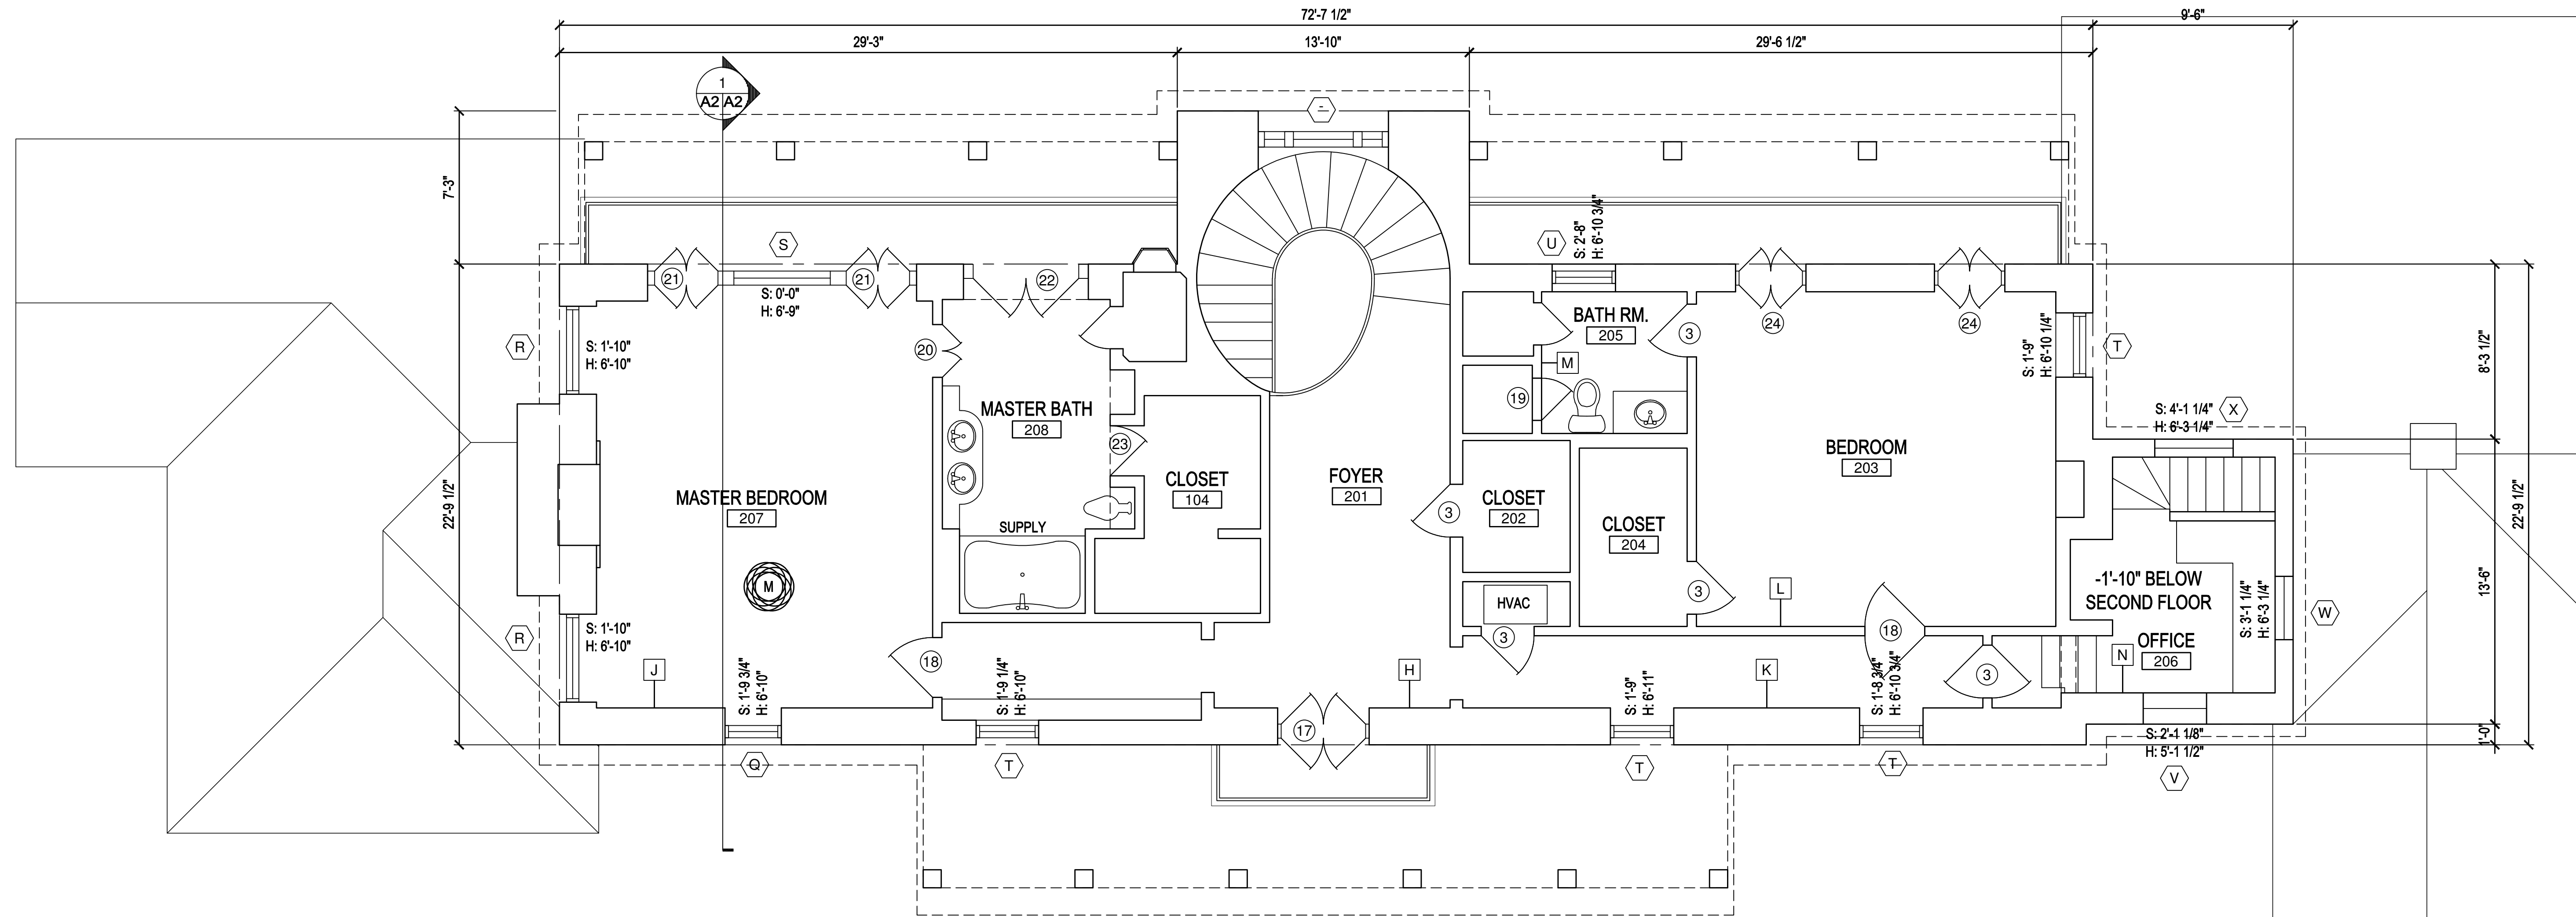 72'-7 1/2"
9'-6"
29'-3"
13'-10"
29'-6 1/2"
1
A2 A2
-
7'-3"
S
U
S: 2'-8"
H: 6'-10 3/4"
21
21
22
S: 0'-0"
H: 6'-9"
BATH RM.
205
3
24
24
R
S: 1'-10"
H: 6'-10"
20
M
S: 1'-9"
H: 6'-10 1/4"
T
8'-3 1/2"
19
MASTER BATH
208
S: 4'-1 1/4"
H: 6'-3 1/4"
X
23
BEDROOM
203
CLOSET
104
FOYER
201
MASTER BEDROOM
207
CLOSET
202
3
22'-9 1/2"
22'-9 1/2"
SUPPLY
CLOSET
204
M
HVAC
3
L
-1'-10" BELOW
SECOND FLOOR
13'-6"
S: 3'-1 1/4"
H: 6'-3 1/4"
W
R
S: 1'-10"
H: 6'-10"
3
18
OFFICE
206
N
J
18
H
K
3
S: 1'-9 3/4"
H: 6'-10"
S: 1'-9 1/4"
H: 6'-10"
S: 1'-9"
H: 6'-11"
S: 1'-8 3/4"
H: 6'-10 3/4"
17
1'-0"
S: 2'-1 1/8"
H: 5'-1 1/2"
Q
T
T
T
V